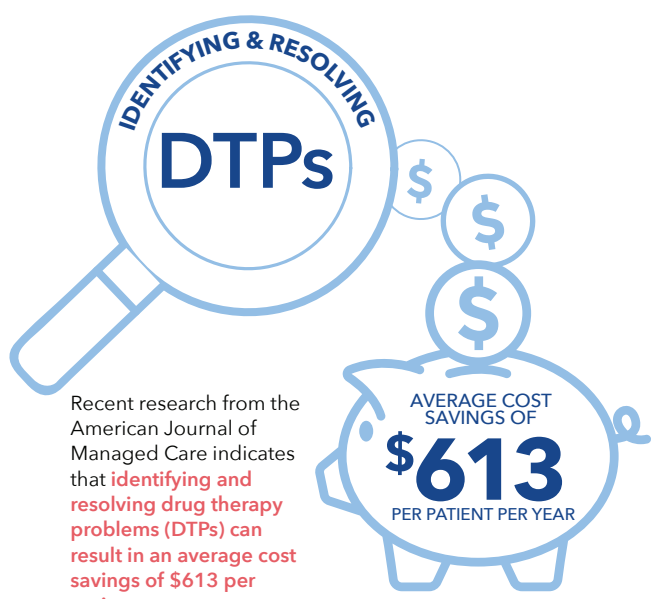 IDENTIFYING & RESOLVING
DTPs
$
$
$
AVERAGE COST
SAVINGS OF
$613
PER PATIENT PER YEAR
Recent research from the
American Journal of
Managed Care indicates
that identifying and
resolving drug therapy
problems (DTPs) can
result in an average cost
savings of $613 per